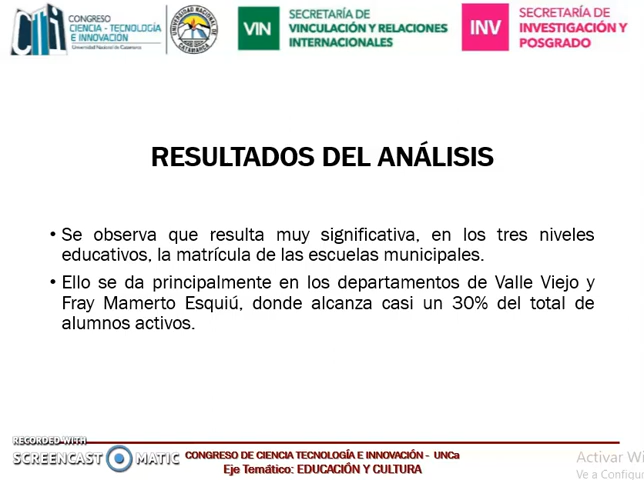 CONGRESO
CIENCIA - TECNOLOGÍA
E INNOVACIÓN
Universidad Nacional de Catamarca
VIN
SECRETARÍA DE
VINCULACIÓN Y RELACIONES
INTERNACIONALES
INV
SECRETARÍA DE
INVESTIGACIÓN Y
POSGRADO
RESULTADOS DEL ANÁLISIS
• Se observa que resulta muy significativa, en los tres niveles
educativos, la matrícula de las escuelas municipales.
• Ello se da principalmente en los departamentos de Valle Viejo y
Fray Mamerto Esquiú, donde alcanza casi un 30% del total de
alumnos activos.
RECORDED WITH
SCREENCAST MATIC
CONGRESO DE CIENCIA TECNOLOGÍA E INNOVACIÓN - UNCa
Eje Temático: EDUCACIÓN Y CULTURA
Activar Wi
Ve a Configur